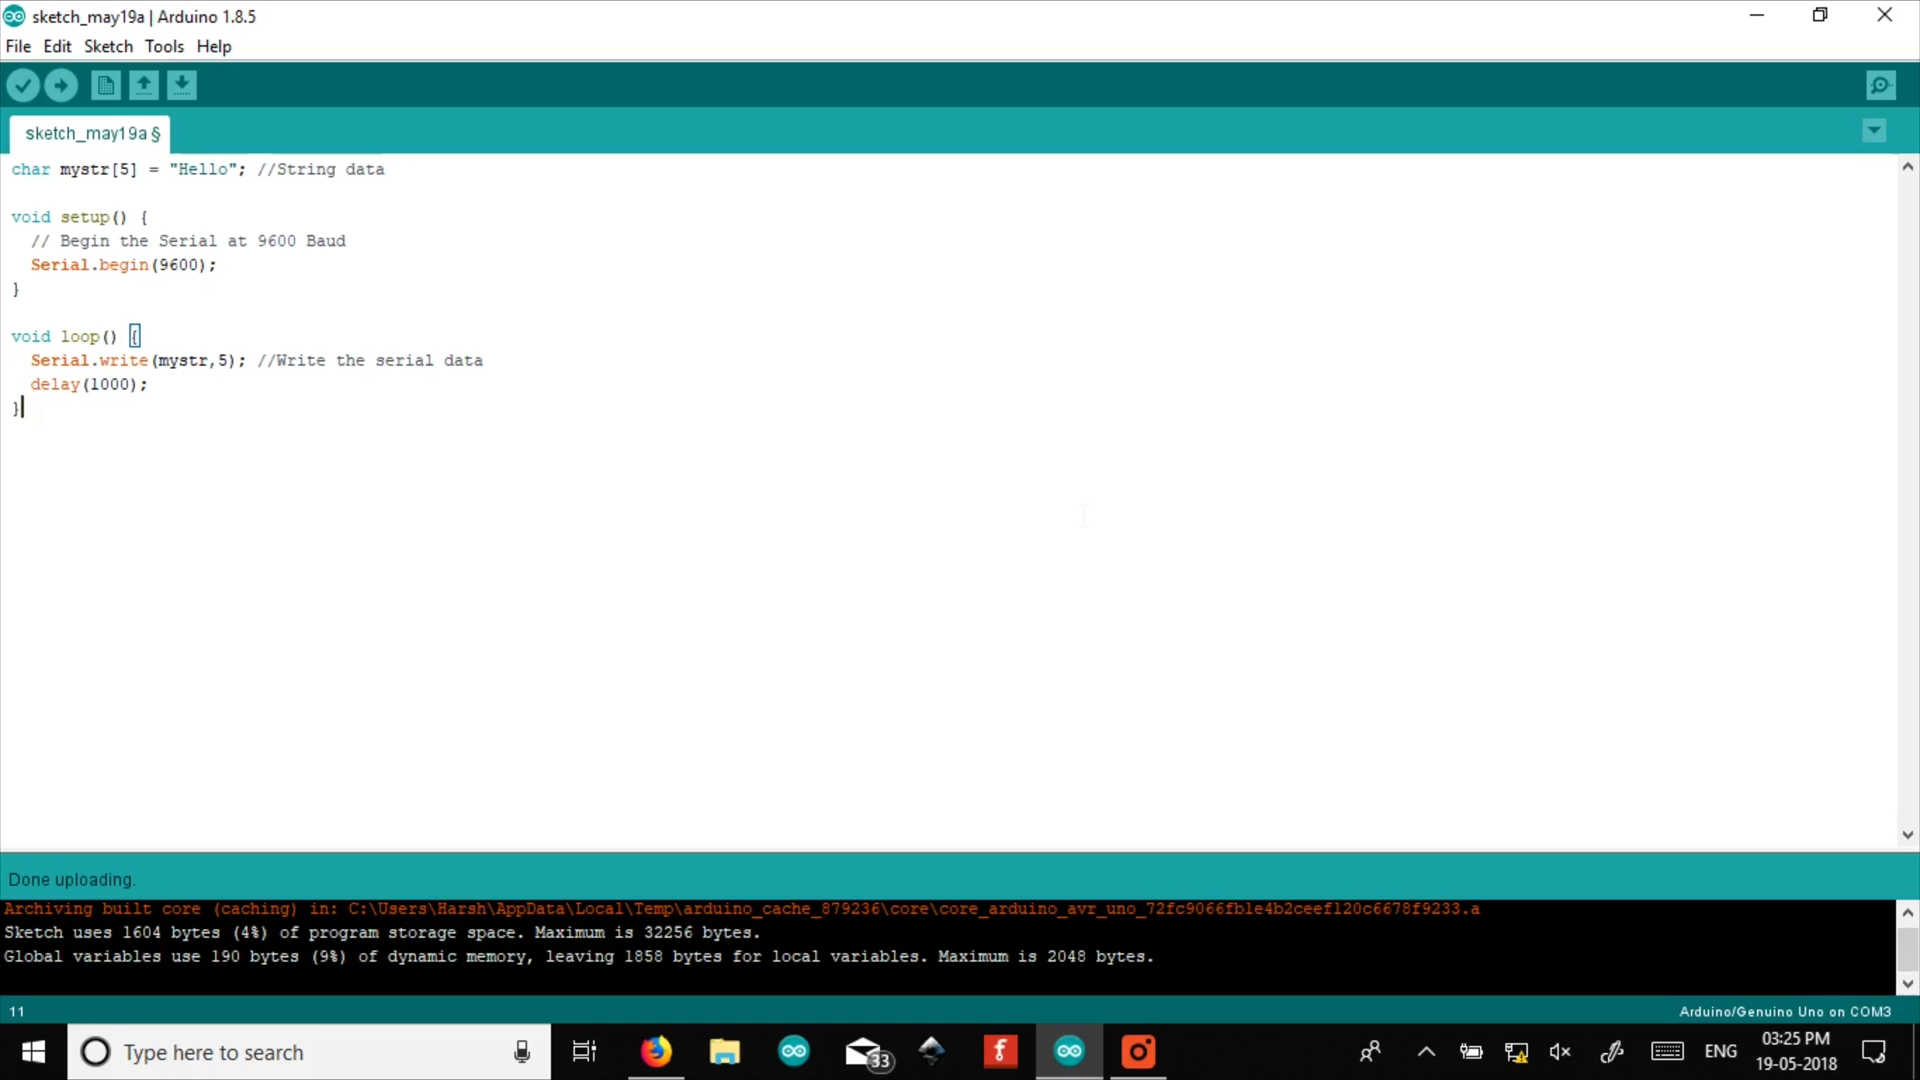 sketch_may19a | Arduino 1.8.5
File Edit Sketch Tools Help
sketch_may19a §
char mystr[5] = "Hello"; //String data
void setup() {
// Begin the Serial at 9600 Baud
Serial.begin(9600);
}
void loop() {
Serial.write(mystr,5); //Write the serial data
delay(1000);
}
Done uploading.
Archiving built core (caching) in: C:\Users\Harsh\AppData\Local\Temp\arduino_cache_879236\core\core_arduino_avr_uno_72fc9066fb1e4b2ceef120c6678f9233.a
Sketch uses 1604 bytes (4%) of program storage space. Maximum is 32256 bytes.
Global variables use 190 bytes (9%) of dynamic memory, leaving 1858 bytes for local variables. Maximum is 2048 bytes.
11 Arduino/Genuino Uno on COM3
Type here to search 33 ENG 03:25 PM
19-05-2018